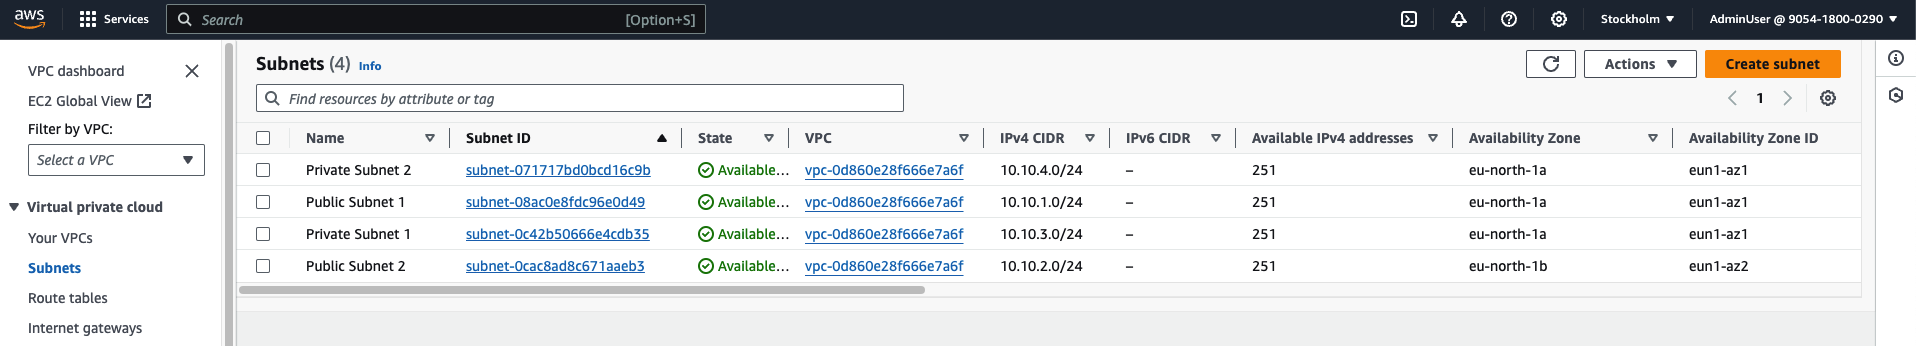 aws Services Search [Option+S] Stockholm AdminUser @ 9054-1800-0290
VPC dashboard
EC2 Global View
Filter by VPC:
Select a VPC
Virtual private cloud
Your VPCs
Subnets
Route tables
Internet gateways
Subnets (4) Info Actions Create subnet
Find resources by attribute or tag 1
Name Subnet ID State VPC IPv4 CIDR IPv6 CIDR Available IPv4 addresses Availability Zone Availability Zone ID
Private Subnet 2 subnet-071717bd0bcd16c9b Available... vpc-0d860e28f666e7a6f 10.10.4.0/24 – 251 eu-north-1a eun1-az1
Public Subnet 1 subnet-08ac0e8fdc96e0d49 Available... vpc-0d860e28f666e7a6f 10.10.1.0/24 – 251 eu-north-1a eun1-az1
Private Subnet 1 subnet-0c42b50666e4cdb35 Available... vpc-0d860e28f666e7a6f 10.10.3.0/24 – 251 eu-north-1a eun1-az1
Public Subnet 2 subnet-0cac8ad8c671aaeb3 Available... vpc-0d860e28f666e7a6f 10.10.2.0/24 – 251 eu-north-1b eun1-az2